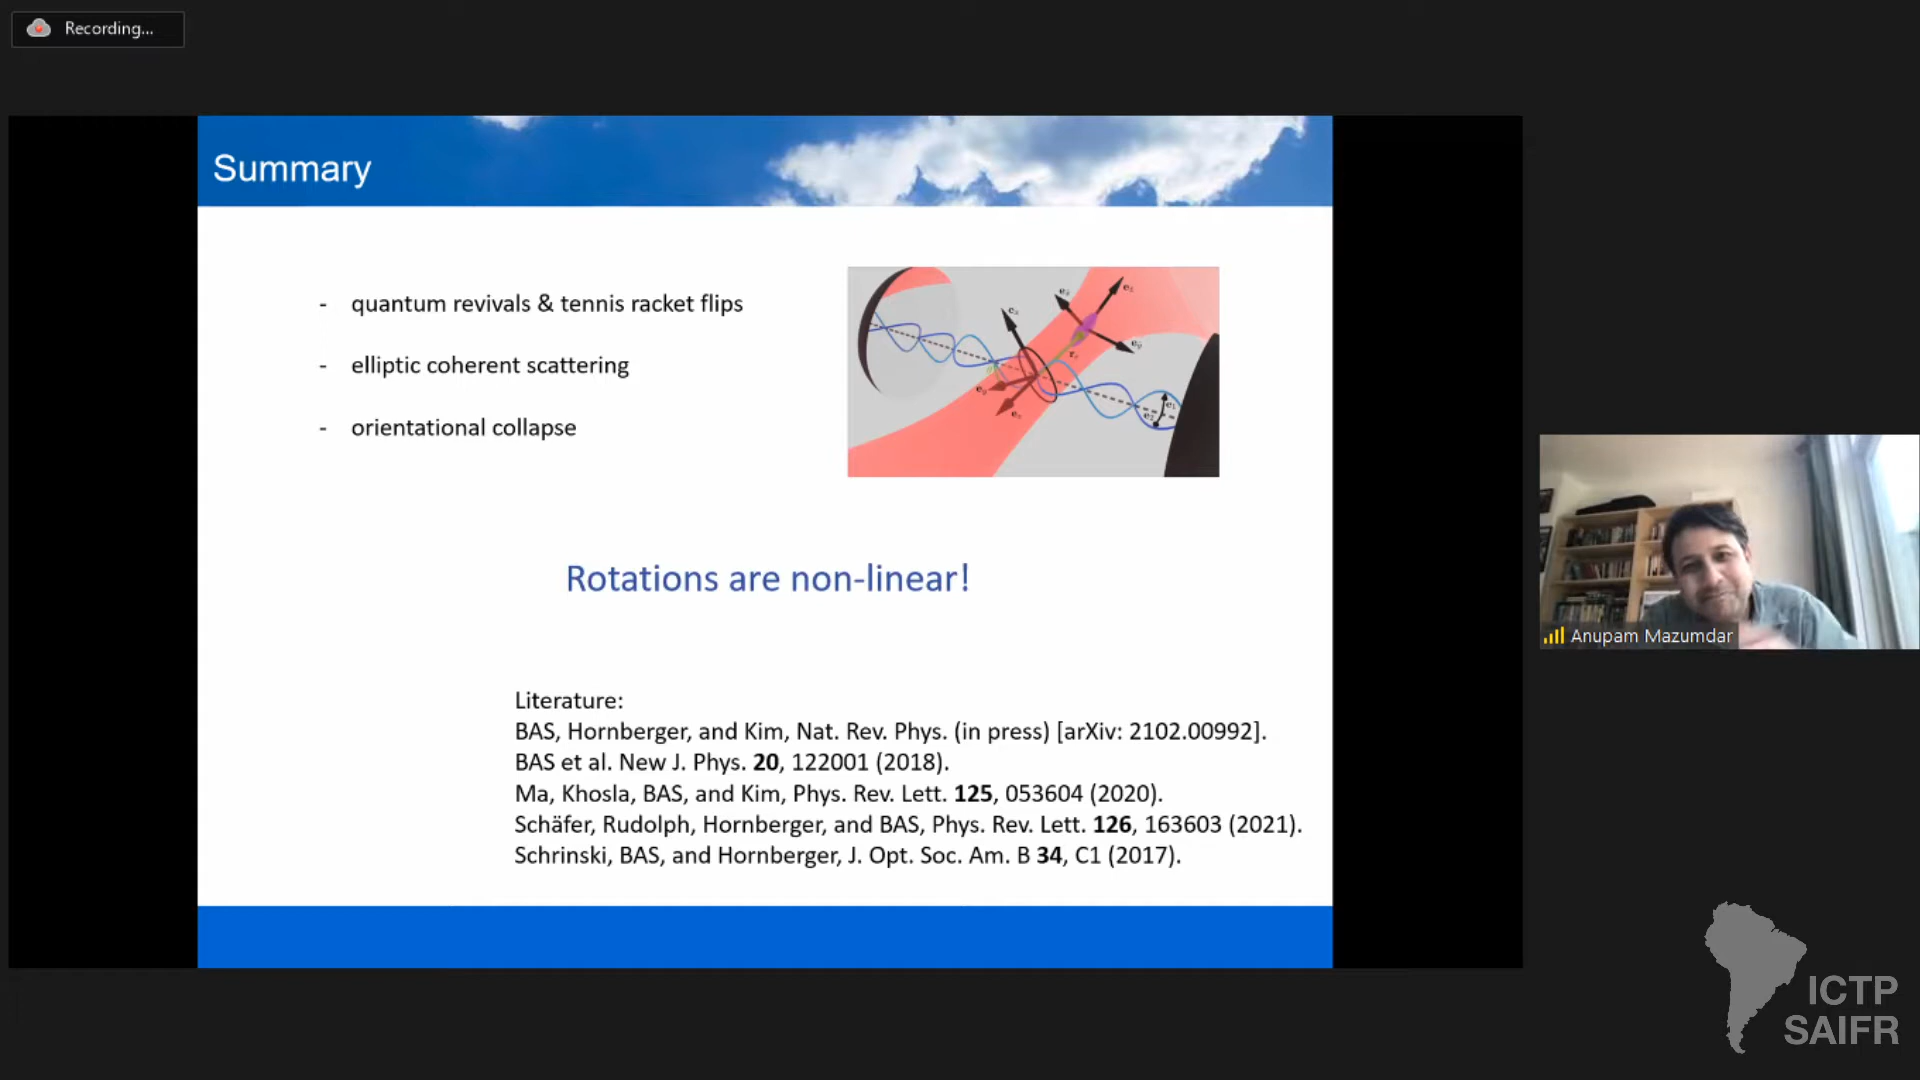 Recording...
Summary
- quantum revivals & tennis racket flips
- elliptic coherent scattering
- orientational collapse
Rotations are non-linear!
Literature:
BAS, Hornberger, and Kim, Nat. Rev. Phys. (in press) [arXiv: 2102.00992].
BAS et al. New J. Phys. 20, 122001 (2018).
Ma, Khosla, BAS, and Kim, Phys. Rev. Lett. 125, 053604 (2020).
Schäfer, Rudolph, Hornberger, and BAS, Phys. Rev. Lett. 126, 163603 (2021).
Schrinski, BAS, and Hornberger, J. Opt. Soc. Am. B 34, C1 (2017).
Anupam Mazumdar
ICTP
SAIFR